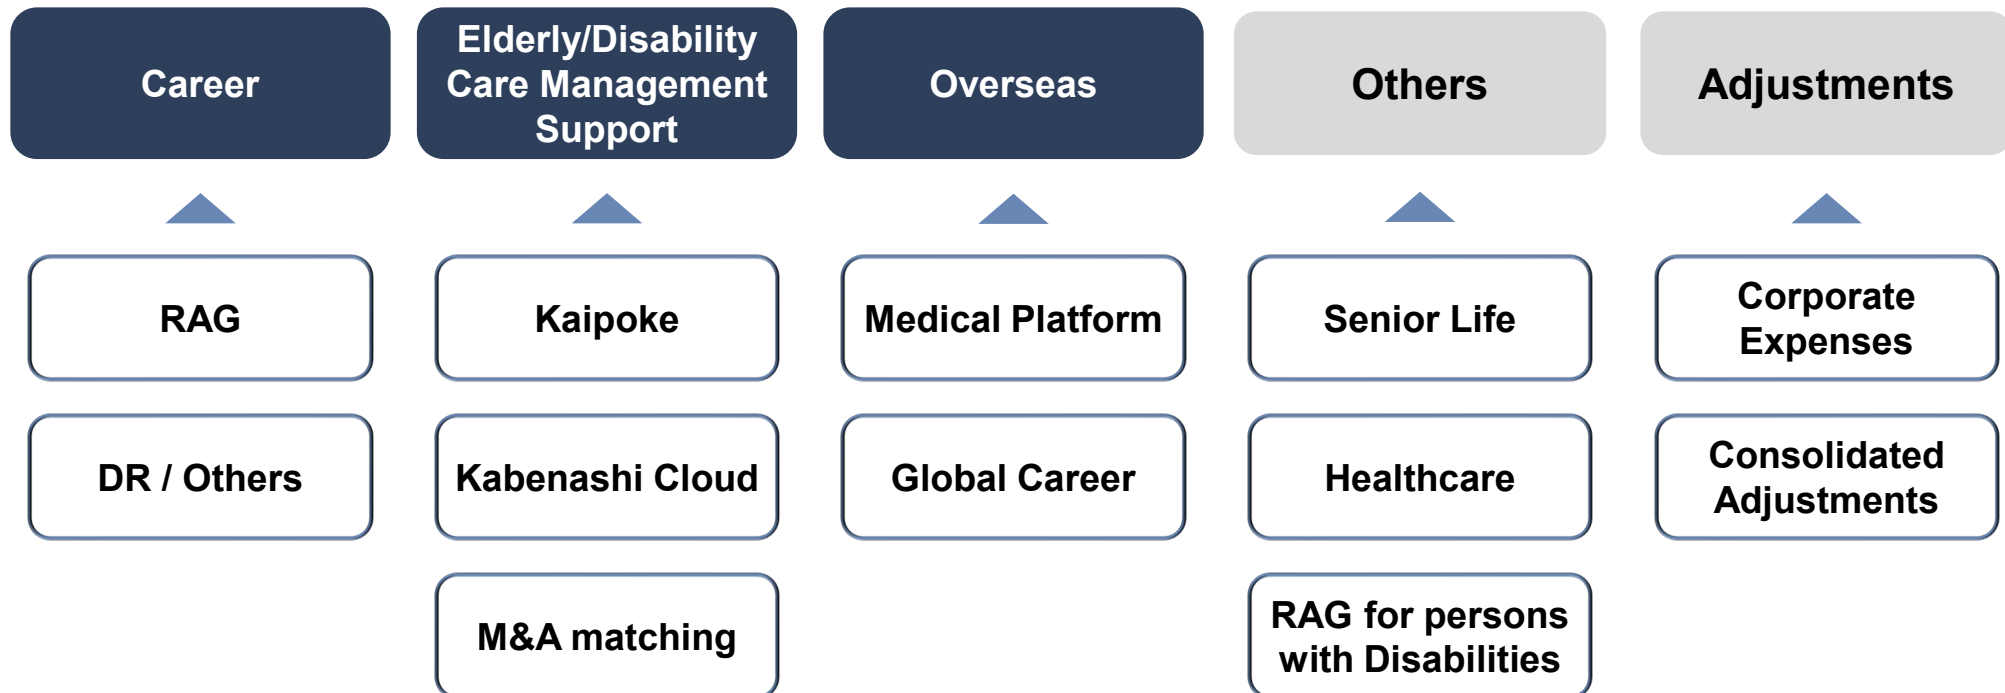 Career
Elderly/Disability
Care Management
Support
Overseas
Others
Adjustments
RAG
Kaipoke
Medical Platform
Senior Life
Corporate
Expenses
DR / Others
Kabenashi Cloud
Global Career
Healthcare
Consolidated
Adjustments
M&A matching
RAG for persons
with Disabilities